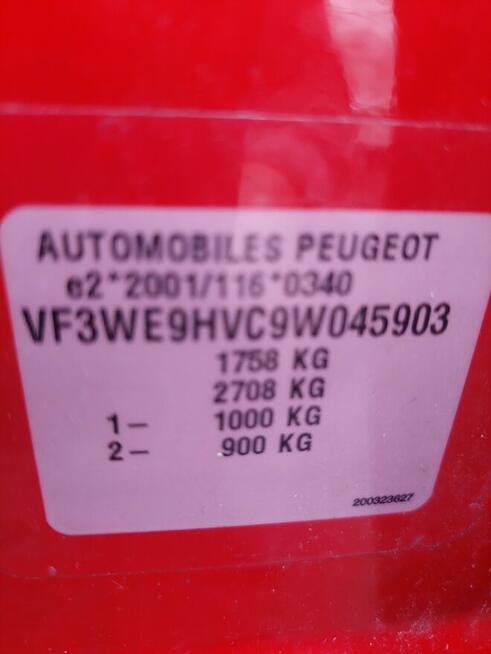 AUTOMOBILES PEUGEOT
e2*2001/116*0340
VF3WE9HVC9W045903
1758 KG
2708 KG
1- 1000 KG
2- 900 KG
200323627